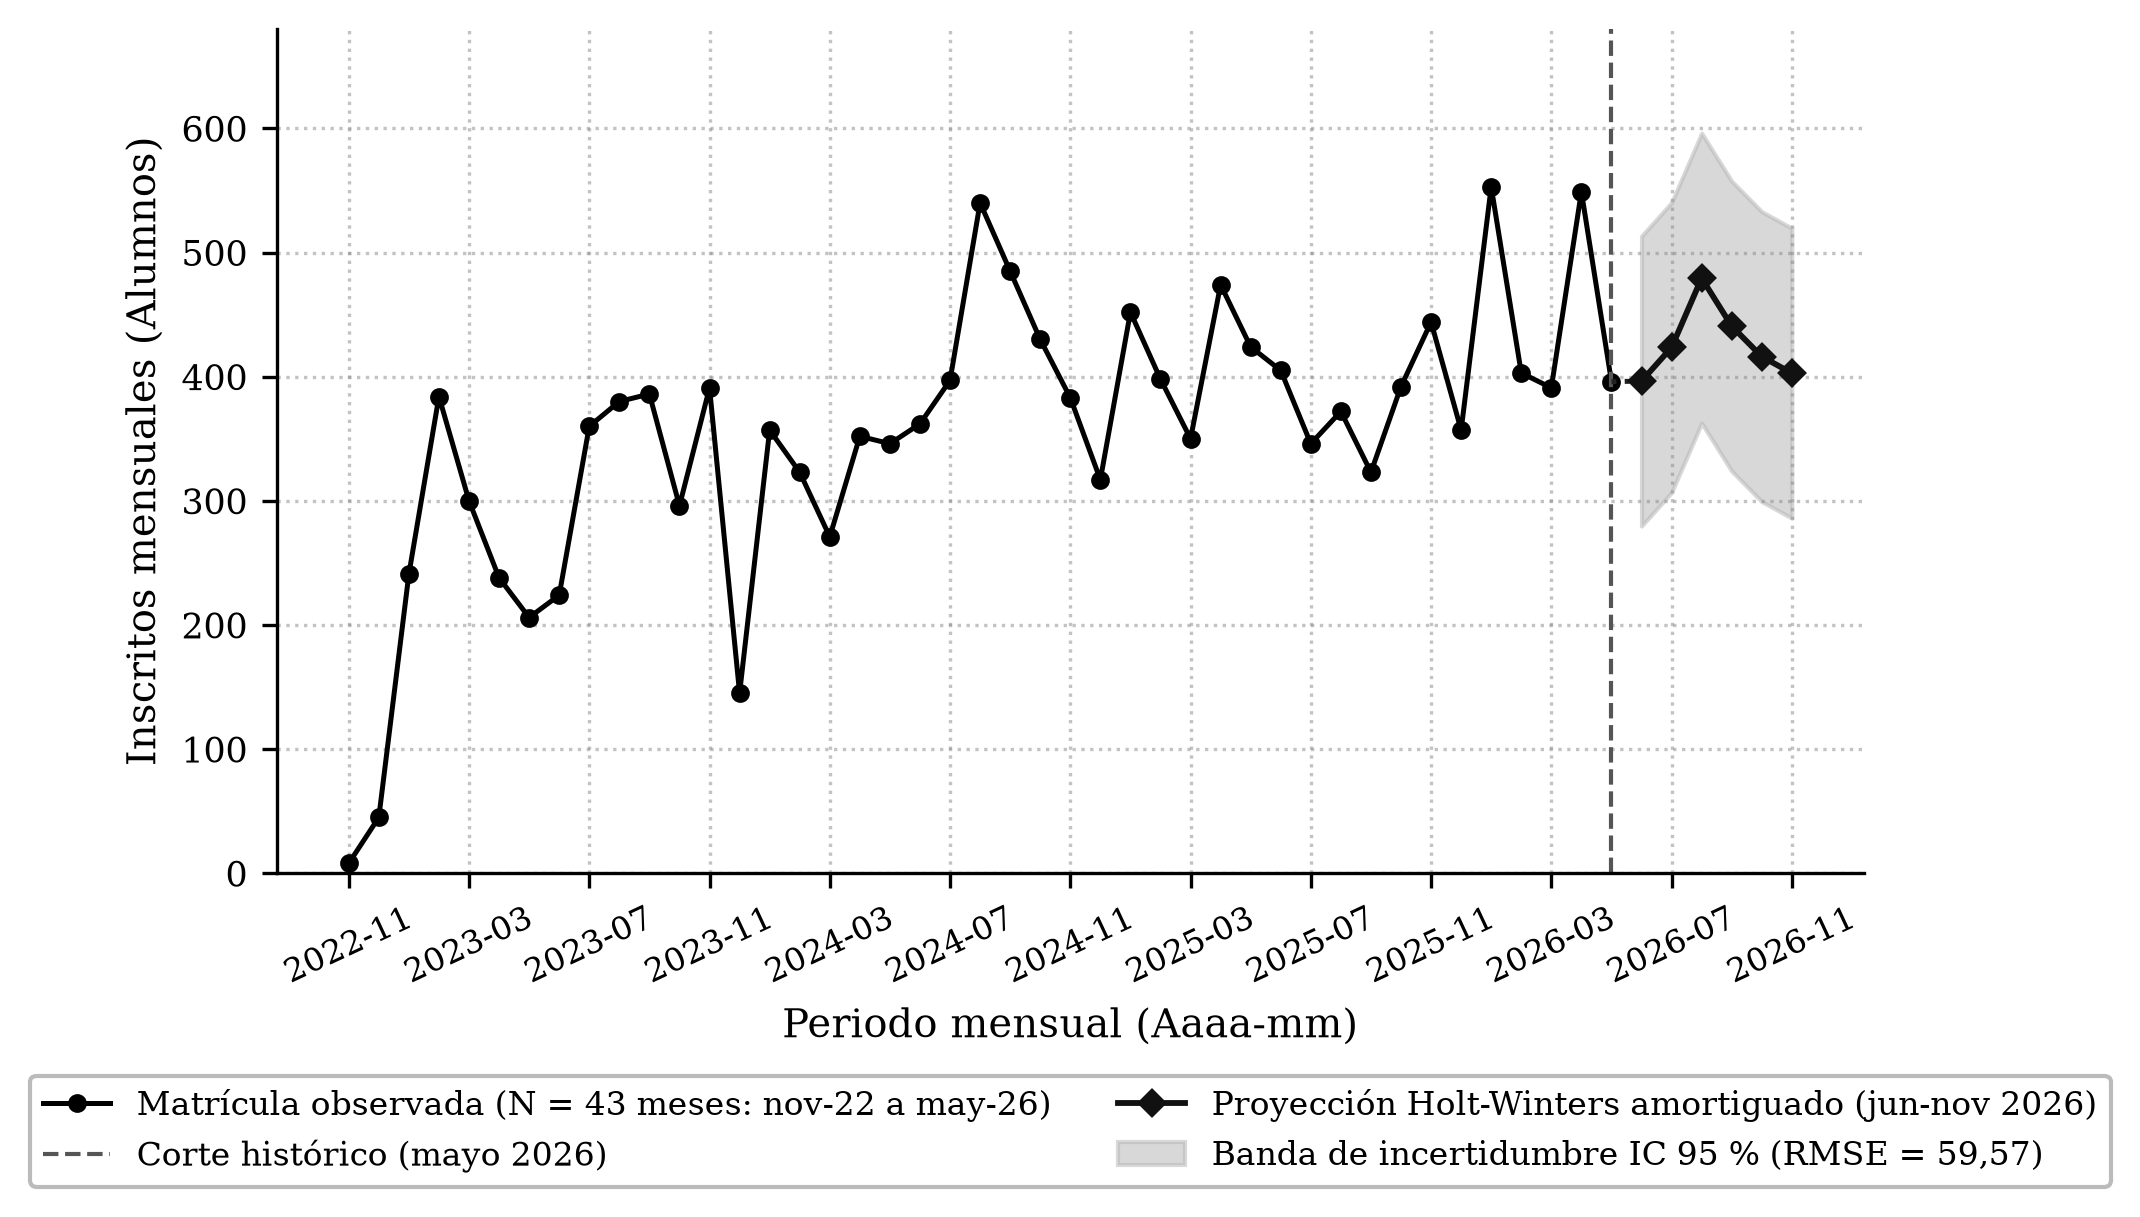 Inscritos mensuales (Alumnos)
600
500
400
300
200
100
0
2022-11 2023-03 2023-07 2023-11 2024-03 2024-07 2024-11 2025-03 2025-07 2025-11 2026-03 2026-07 2026-11
Periodo mensual (Aaaa-mm)
Matrícula observada (N = 43 meses: nov-22 a may-26)
Corte histórico (mayo 2026)
Proyección Holt-Winters amortiguado (jun-nov 2026)
Banda de incertidumbre IC 95 % (RMSE = 59,57)